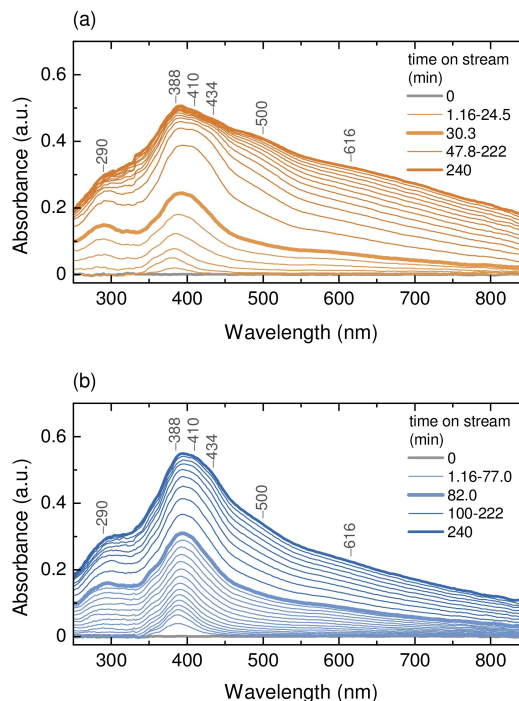 (a)
Absorbance (a.u.)
0.6
0.4
0.2
0
290
388
410
434
500
616
time on stream
(min)
0
1.16-24.5
30.3
47.8-222
240
300 400 500 600 700 800
Wavelength (nm)
(b)
Absorbance (a.u.)
0.6
0.4
0.2
0
290
388
410
434
500
616
time on stream
(min)
0
1.16-77.0
82.0
100-222
240
300 400 500 600 700 800
Wavelength (nm)